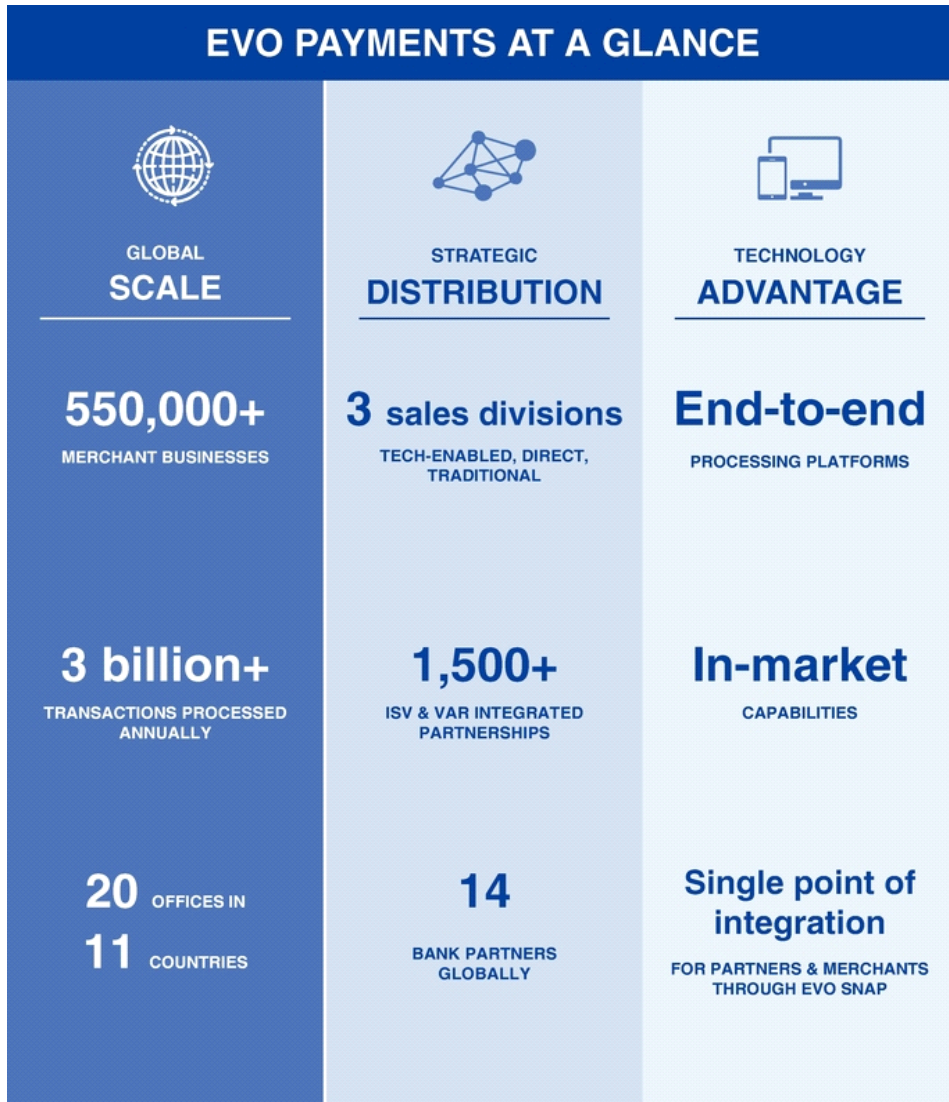 EVO PAYMENTS AT A GLANCE
GLOBAL
SCALE
550,000+
MERCHANT BUSINESSES
3 billion+
TRANSACTIONS PROCESSED
ANNUALLY
20 OFFICES IN
11 COUNTRIES
STRATEGIC
DISTRIBUTION
3 sales divisions
TECH-ENABLED, DIRECT,
TRADITIONAL
1,500+
ISV & VAR INTEGRATED
PARTNERSHIPS
14
BANK PARTNERS
GLOBALLY
TECHNOLOGY
ADVANTAGE
End-to-end
PROCESSING PLATFORMS
In-market
CAPABILITIES
Single point of
integration
FOR PARTNERS & MERCHANTS
THROUGH EVO SNAP